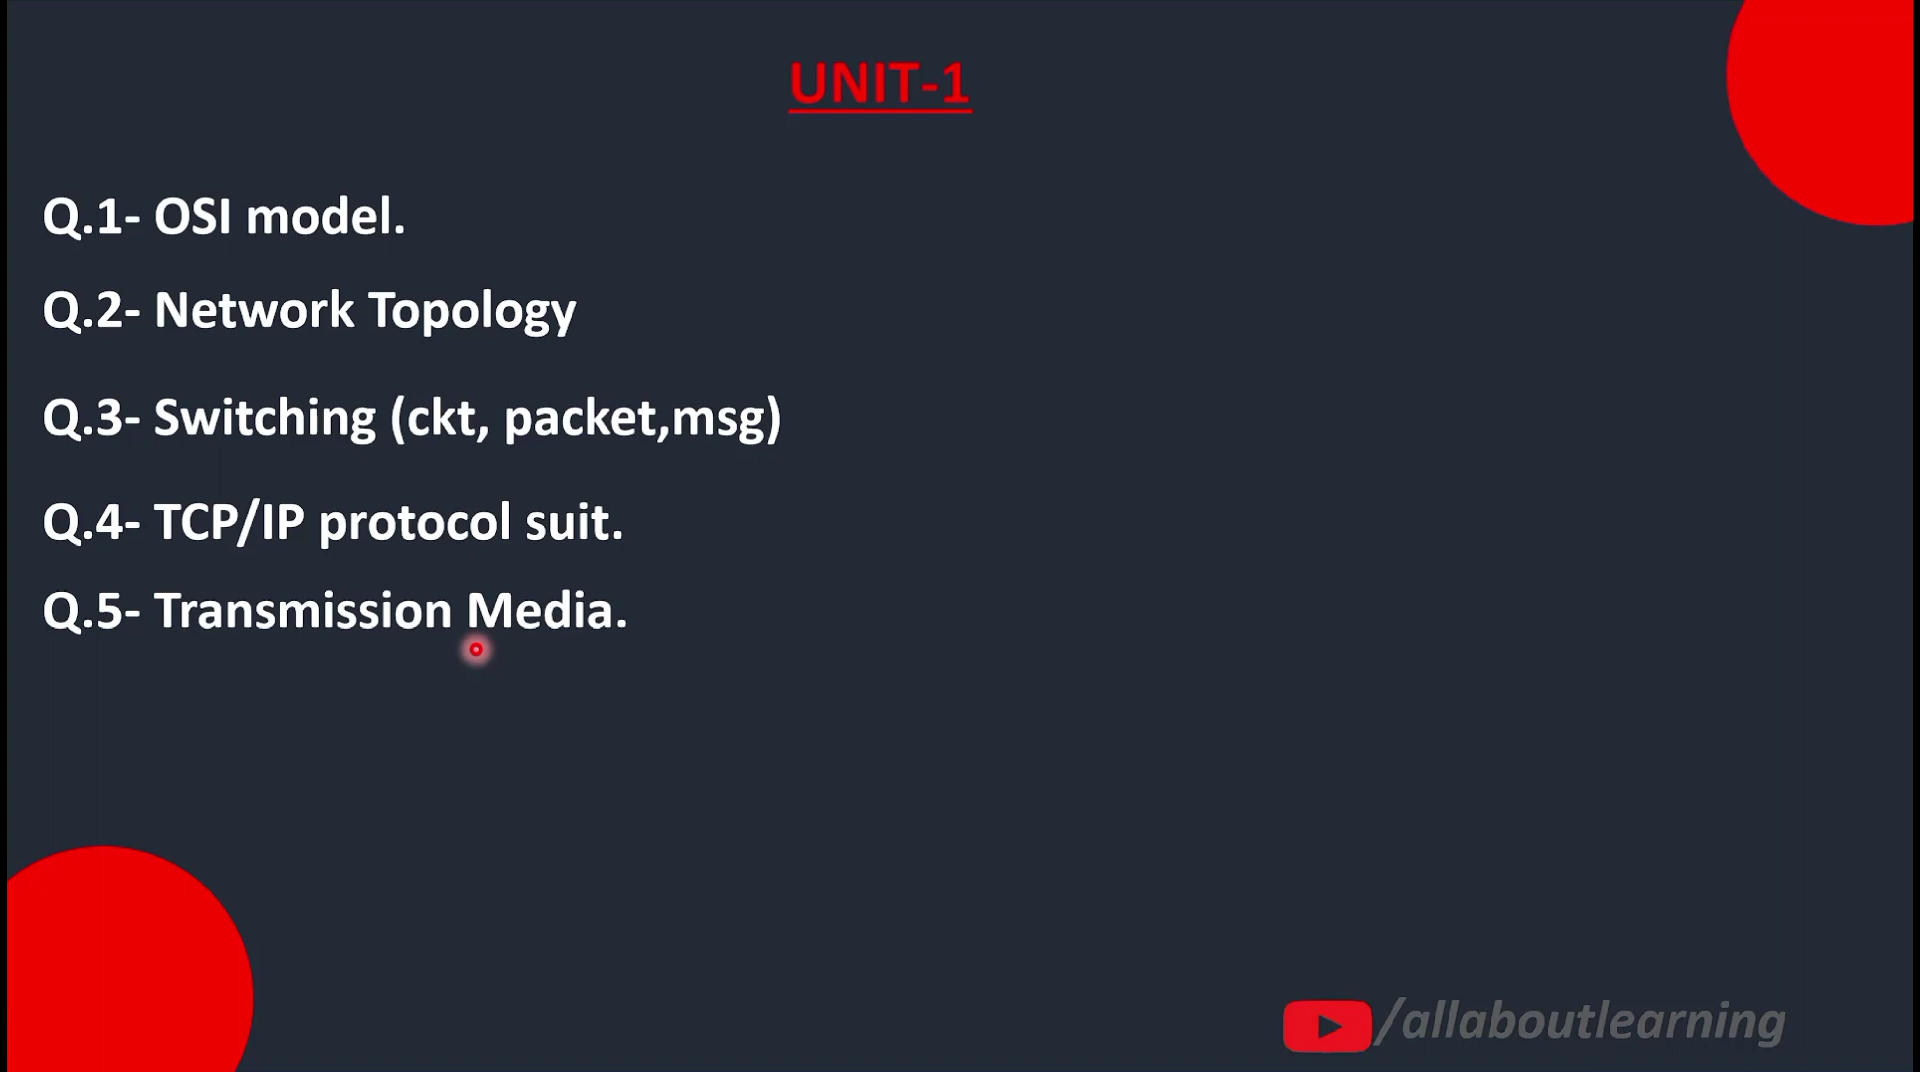 UNIT-1
Q.1- OSI model.
Q.2- Network Topology
Q.3- Switching (ckt, packet,msg)
Q.4- TCP/IP protocol suit.
Q.5- Transmission Media.
/allaboutlearning